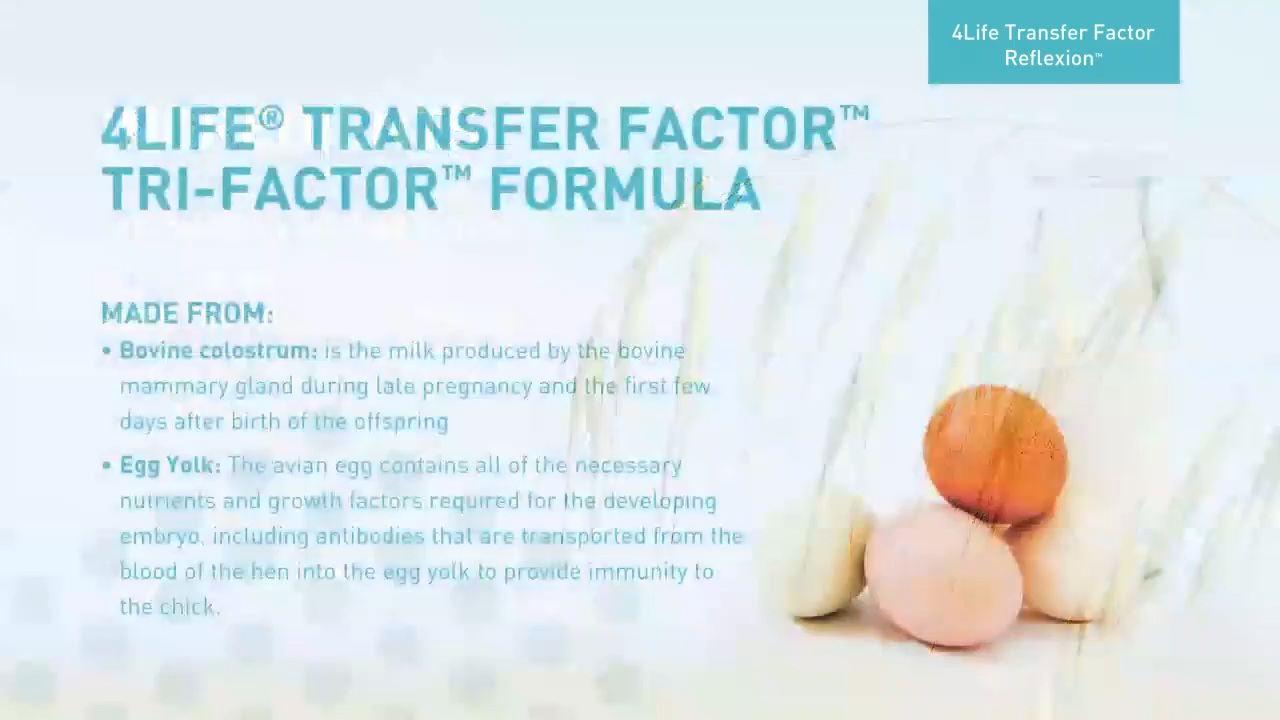 4Life Transfer Factor
Reflexion™
4LIFE® TRANSFER FACTOR™
TRI-FACTOR™ FORMULA
MADE FROM:
• Bovine colostrum: is the milk produced by the bovine
mammary gland during late pregnancy and the first few
days after birth of the offspring
• Egg Yolk: The avian egg contains all of the necessary
nutrients and growth factors required for the developing
embryo, including antibodies that are transported from the
blood of the hen into the egg yolk to provide immunity to
the chick.